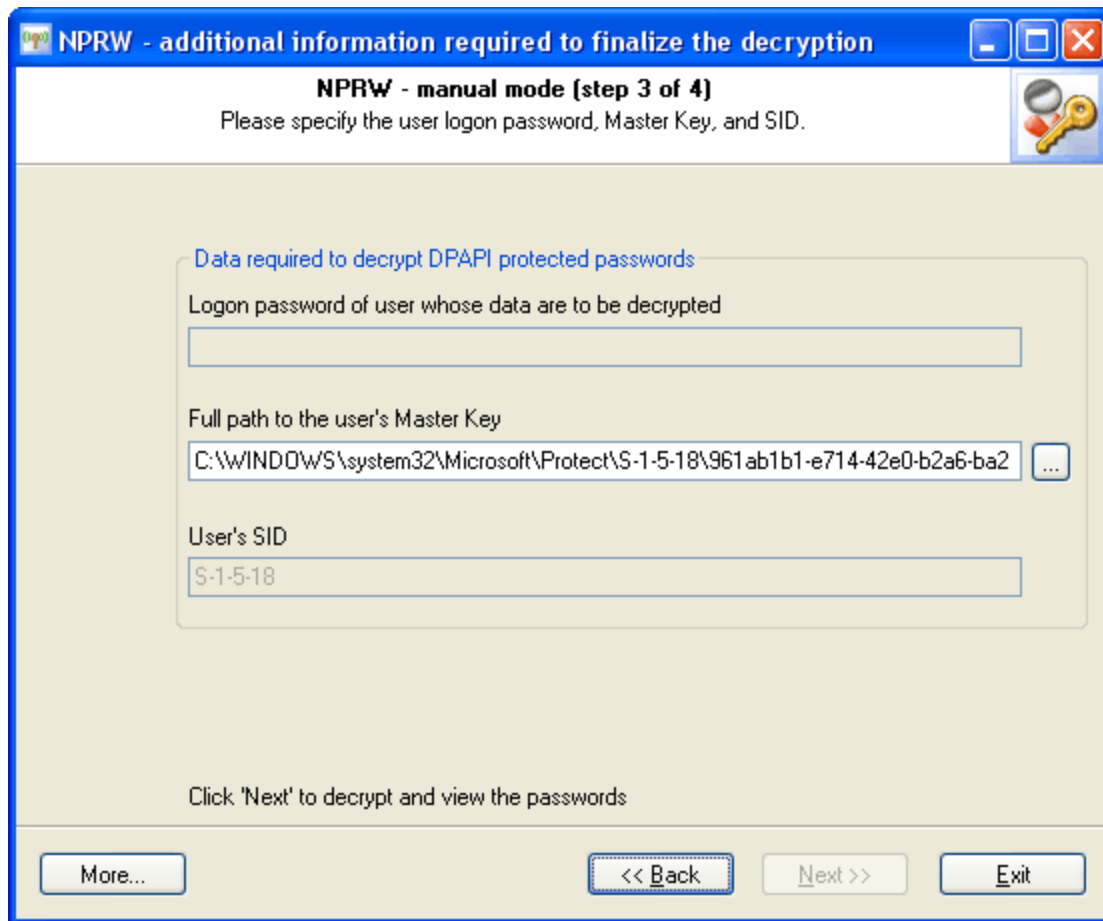 NPRW - additional information required to finalize the decryption
NPRW - manual mode (step 3 of 4)
Please specify the user logon password, Master Key, and SID.
Data required to decrypt DPAPI protected passwords
Logon password of user whose data are to be decrypted
Full path to the user's Master Key
C:\WINDOWS\system32\Microsoft\Protect\S-1-5-18\961ab1b1-e714-42e0-b2a6-ba2
...
User's SID
S-1-5-18
Click 'Next' to decrypt and view the passwords
More...
<< Back
Next >>
Exit